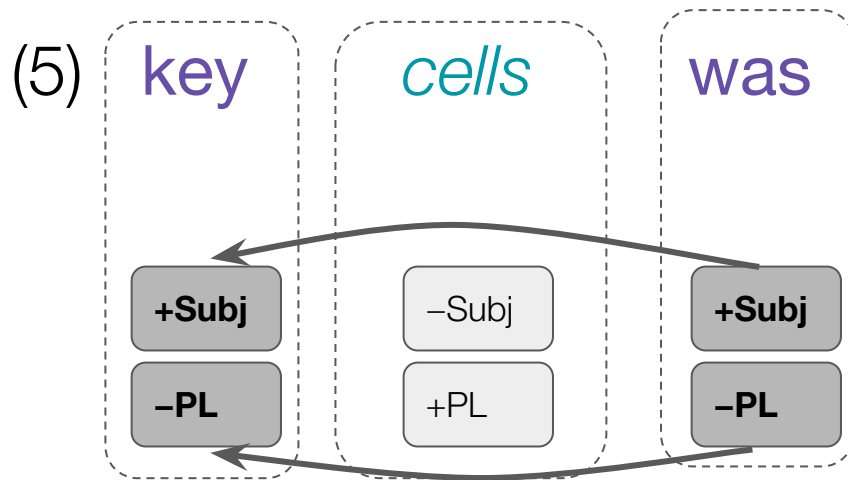 (5) key cells was
+Subj –Subj +Subj
–PL +PL –PL